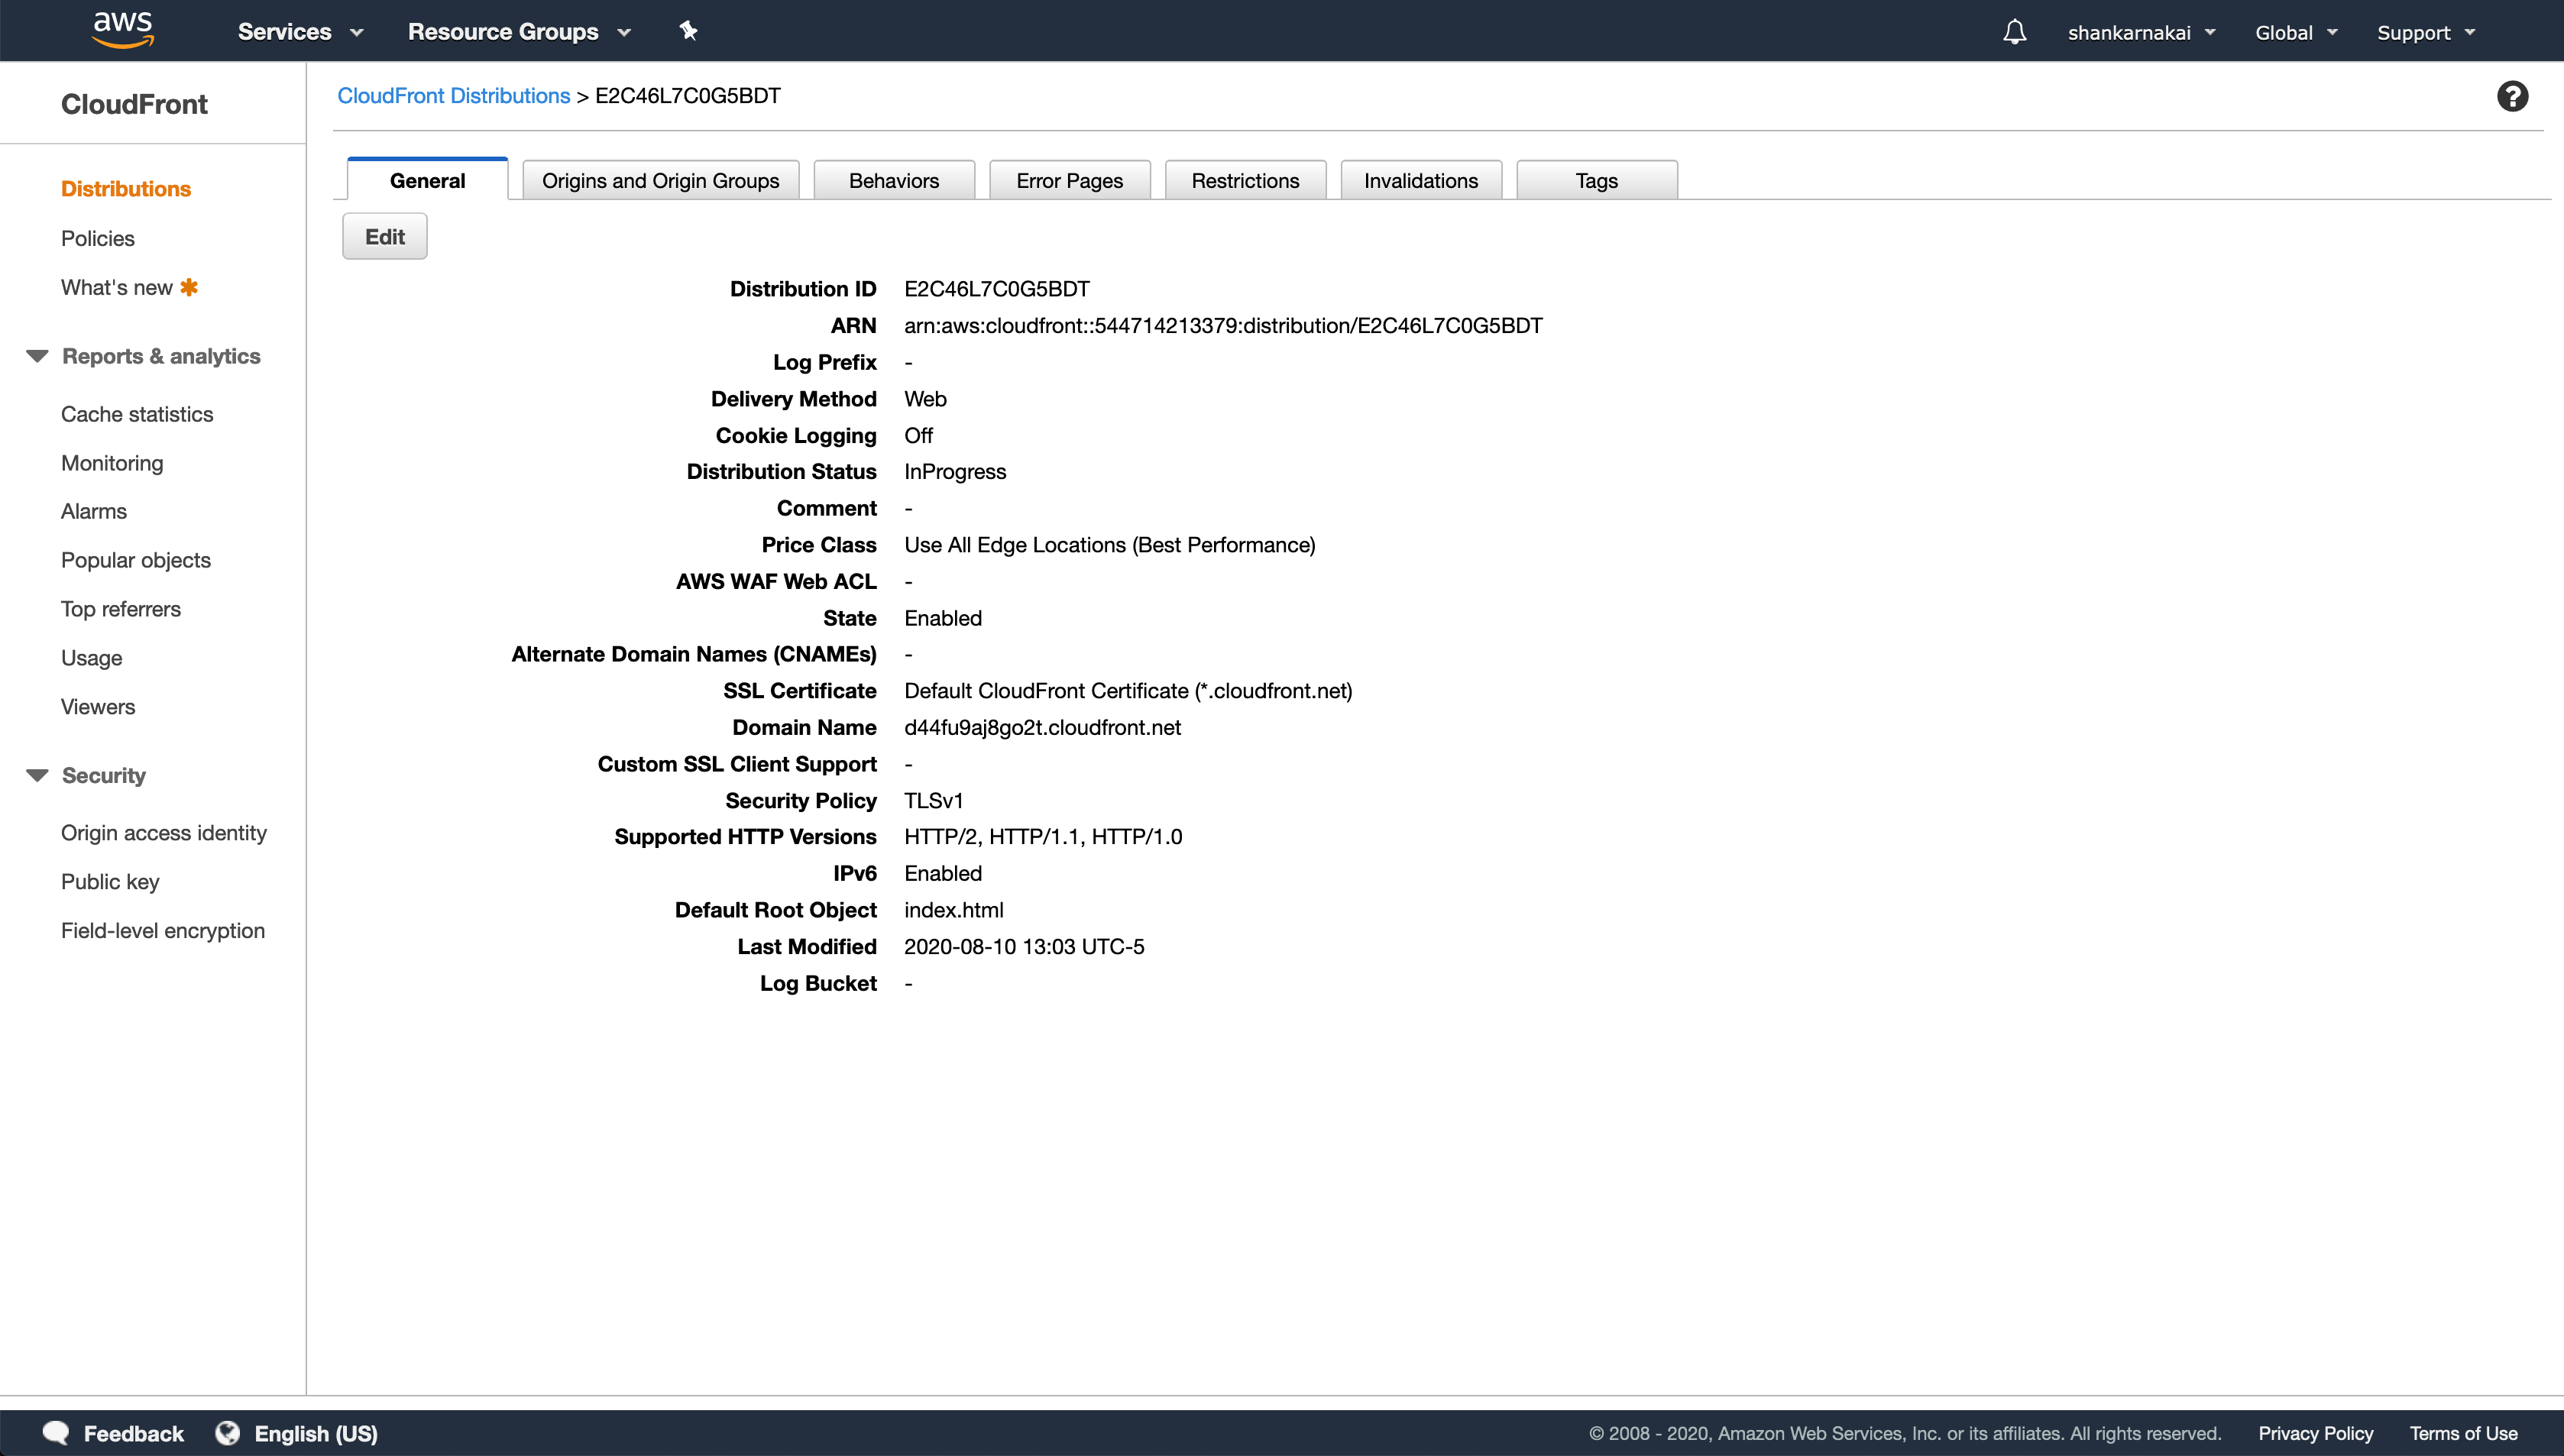 aws Services Resource Groups shankarnakai Global Support
CloudFront
Distributions
Policies
What's new
Reports & analytics
Cache statistics
Monitoring
Alarms
Popular objects
Top referrers
Usage
Viewers
Security
Origin access identity
Public key
Field-level encryption
CloudFront Distributions > E2C46L7C0G5BDT
General Origins and Origin Groups Behaviors Error Pages Restrictions Invalidations Tags
Edit
Distribution ID E2C46L7C0G5BDT
ARN arn:aws:cloudfront::544714213379:distribution/E2C46L7C0G5BDT
Log Prefix -
Delivery Method Web
Cookie Logging Off
Distribution Status InProgress
Comment -
Price Class Use All Edge Locations (Best Performance)
AWS WAF Web ACL -
State Enabled
Alternate Domain Names (CNAMEs) -
SSL Certificate Default CloudFront Certificate (*.cloudfront.net)
Domain Name d44fu9aj8go2t.cloudfront.net
Custom SSL Client Support -
Security Policy TLSv1
Supported HTTP Versions HTTP/2, HTTP/1.1, HTTP/1.0
IPv6 Enabled
Default Root Object index.html
Last Modified 2020-08-10 13:03 UTC-5
Log Bucket -
Feedback English (US) © 2008 - 2020, Amazon Web Services, Inc. or its affiliates. All rights reserved. Privacy Policy Terms of Use